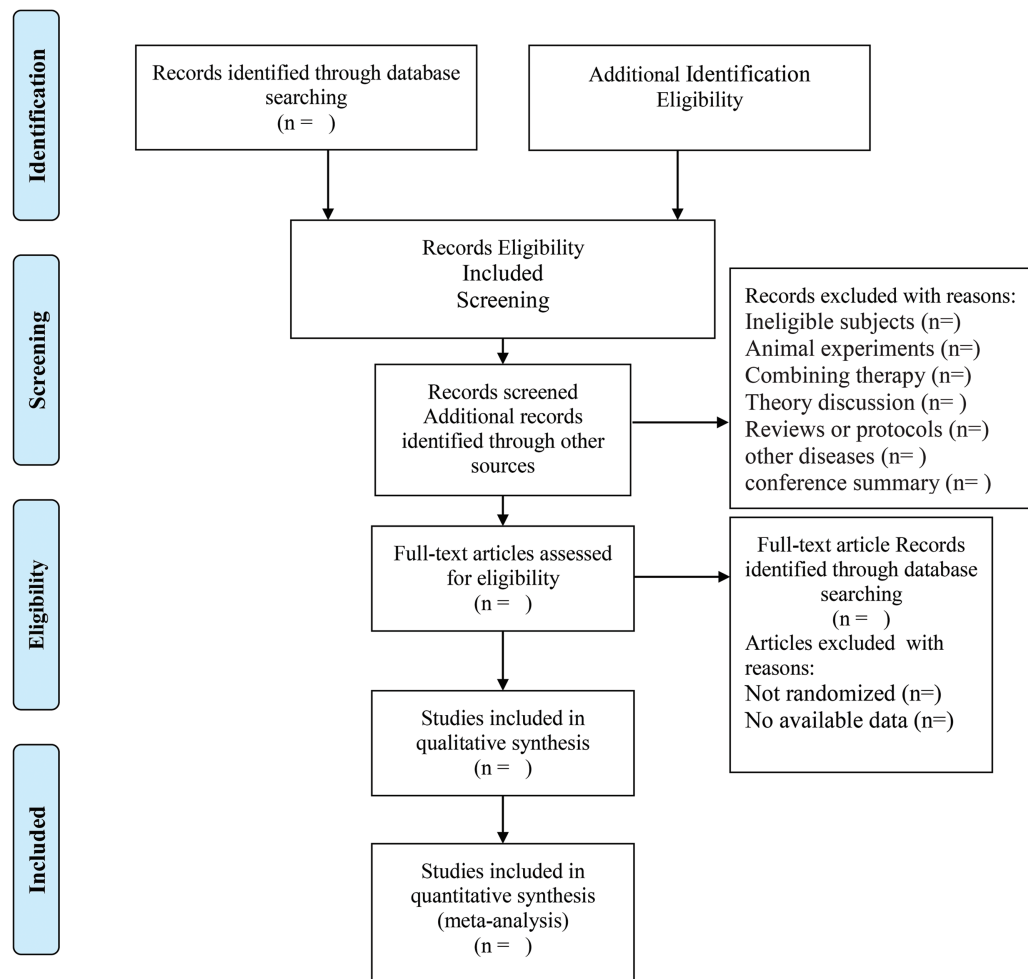 Identification
Records identified through database
searching
(n =   )
Additional Identification
Eligibility
Records Eligibility
Included
Screening
Screening
Records screened
Additional records
identified through other
sources
Records excluded with reasons:
Ineligible subjects (n=)
Animal experiments (n=)
Combining therapy (n=)
Theory discussion (n= )
Reviews or protocols (n=)
other diseases (n= )
conference summary (n= )
Eligibility
Full-text articles assessed
for eligibility
(n =   )
Full-text article Records
identified through database
searching
(n =   )
Articles excluded  with
reasons:
Not randomized (n=)
No available data (n=)
Studies included in
qualitative synthesis
(n =   )
Included
Studies included in
quantitative synthesis
(meta-analysis)
(n =   )